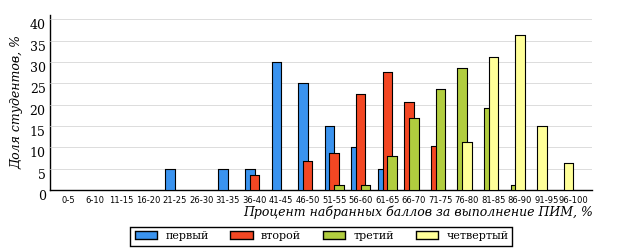 Доля студентов, %
40
35
30
25
20
15
10
5
0
0-5 6-10 11-15 16-20 21-25 26-30 31-35 36-40 41-45 46-50 51-55 56-60 61-65 66-70 71-75 76-80 81-85 86-90 91-95 96-100
Процент набранных баллов за выполнение ПИМ, %
первый второй третий четвертый